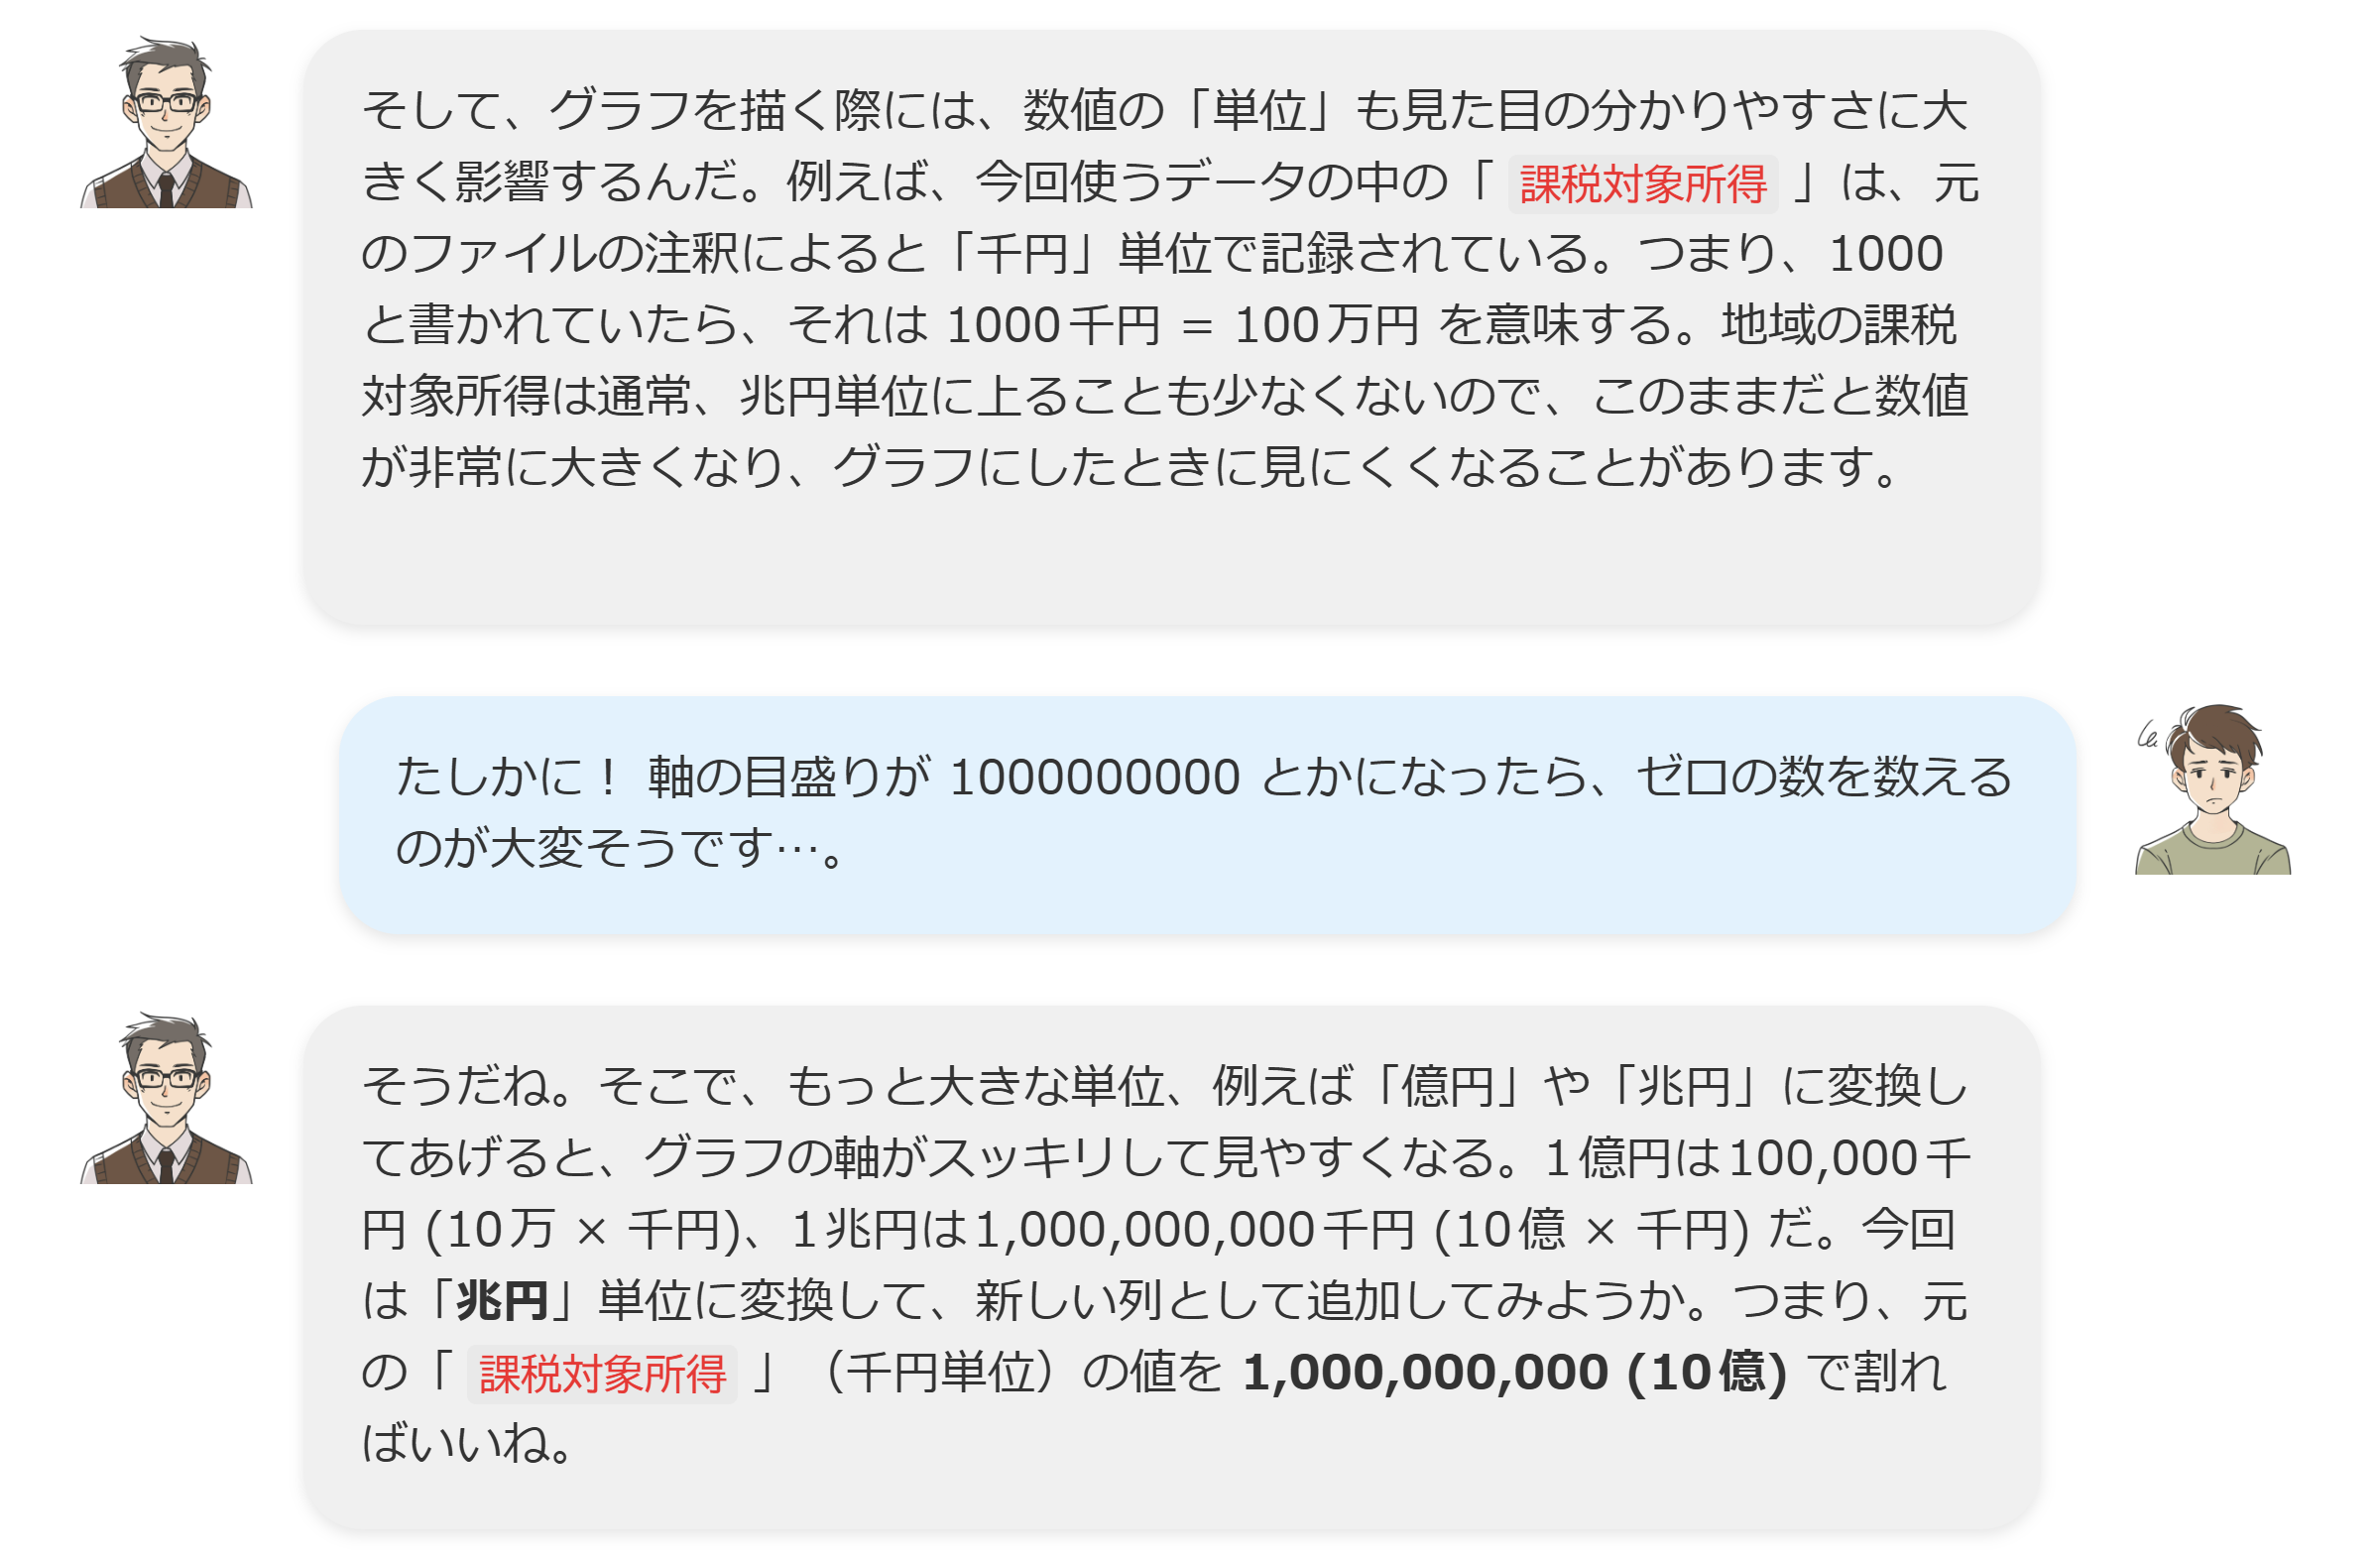 そして、グラフを描く際には、数値の「単位」も見た目の分かりやすさに大
きく影響するんだ。例えば、今回使うデータの中の「 課税対象所得 」は、元
のファイルの注釈によると「千円」単位で記録されている。つまり、1000
と書かれていたら、それは 1000千円 = 100万円 を意味する。地域の課税
対象所得は通常、兆円単位に上ることも少なくないので、このままだと数値
が非常に大きくなり、グラフにしたときに見にくくなることがあります。
たしかに！ 軸の目盛りが 1000000000 とかになったら、ゼロの数を数える
のが大変そうです…。
そうだね。そこで、もっと大きな単位、例えば「億円」や「兆円」に変換し
てあげると、グラフの軸がスッキリして見やすくなる。1億円は100,000千
円 (10万 × 千円)、1兆円は1,000,000,000千円 (10億 × 千円) だ。今回
は「兆円」単位に変換して、新しい列として追加してみようか。つまり、元
の「 課税対象所得 」（千円単位）の値を 1,000,000,000 (10億) で割れ
ばいいね。